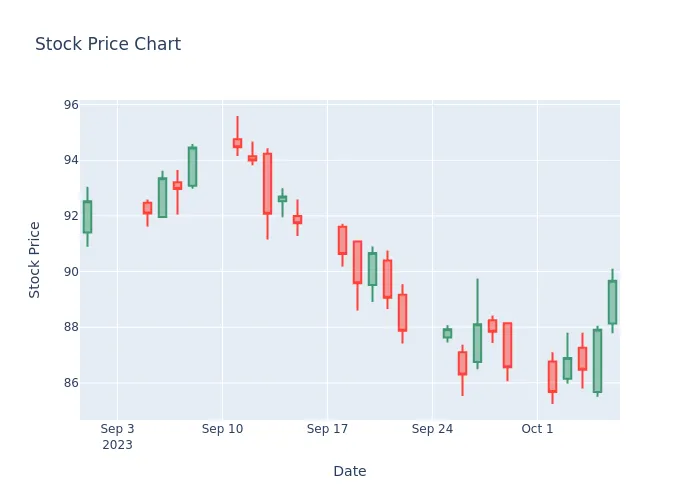 Stock Price Chart
96
94
92
90
88
86
Stock Price
Sep 3
2023
Sep 10
Sep 17
Sep 24
Oct 1
Date